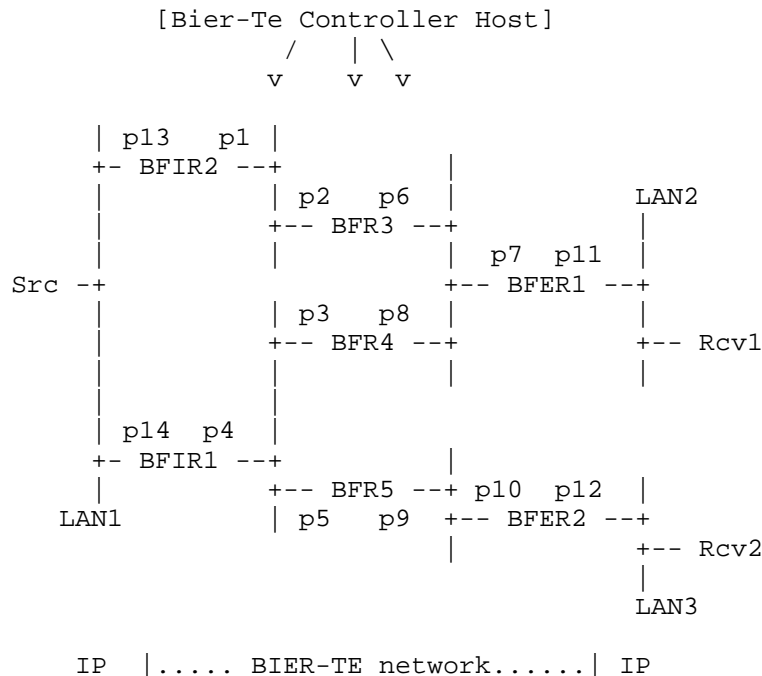 [Bier-Te Controller Host]
/ | \
v v v
| p13 p1 |
+- BFIR2 --+ |
| | p2 p6 | LAN2
| +-- BFR3 --+ |
| | | p7 p11 |
Src -+ +-- BFER1 --+
| | p3 p8 | |
| +-- BFR4 --+ +-- Rcv1
| | | |
| |
| p14 p4 |
+- BFIR1 --+ |
| +-- BFR5 --+ p10 p12 |
LAN1 | p5 p9 +-- BFER2 --+
| +-- Rcv2
|
LAN3
IP |..... BIER-TE network......| IP